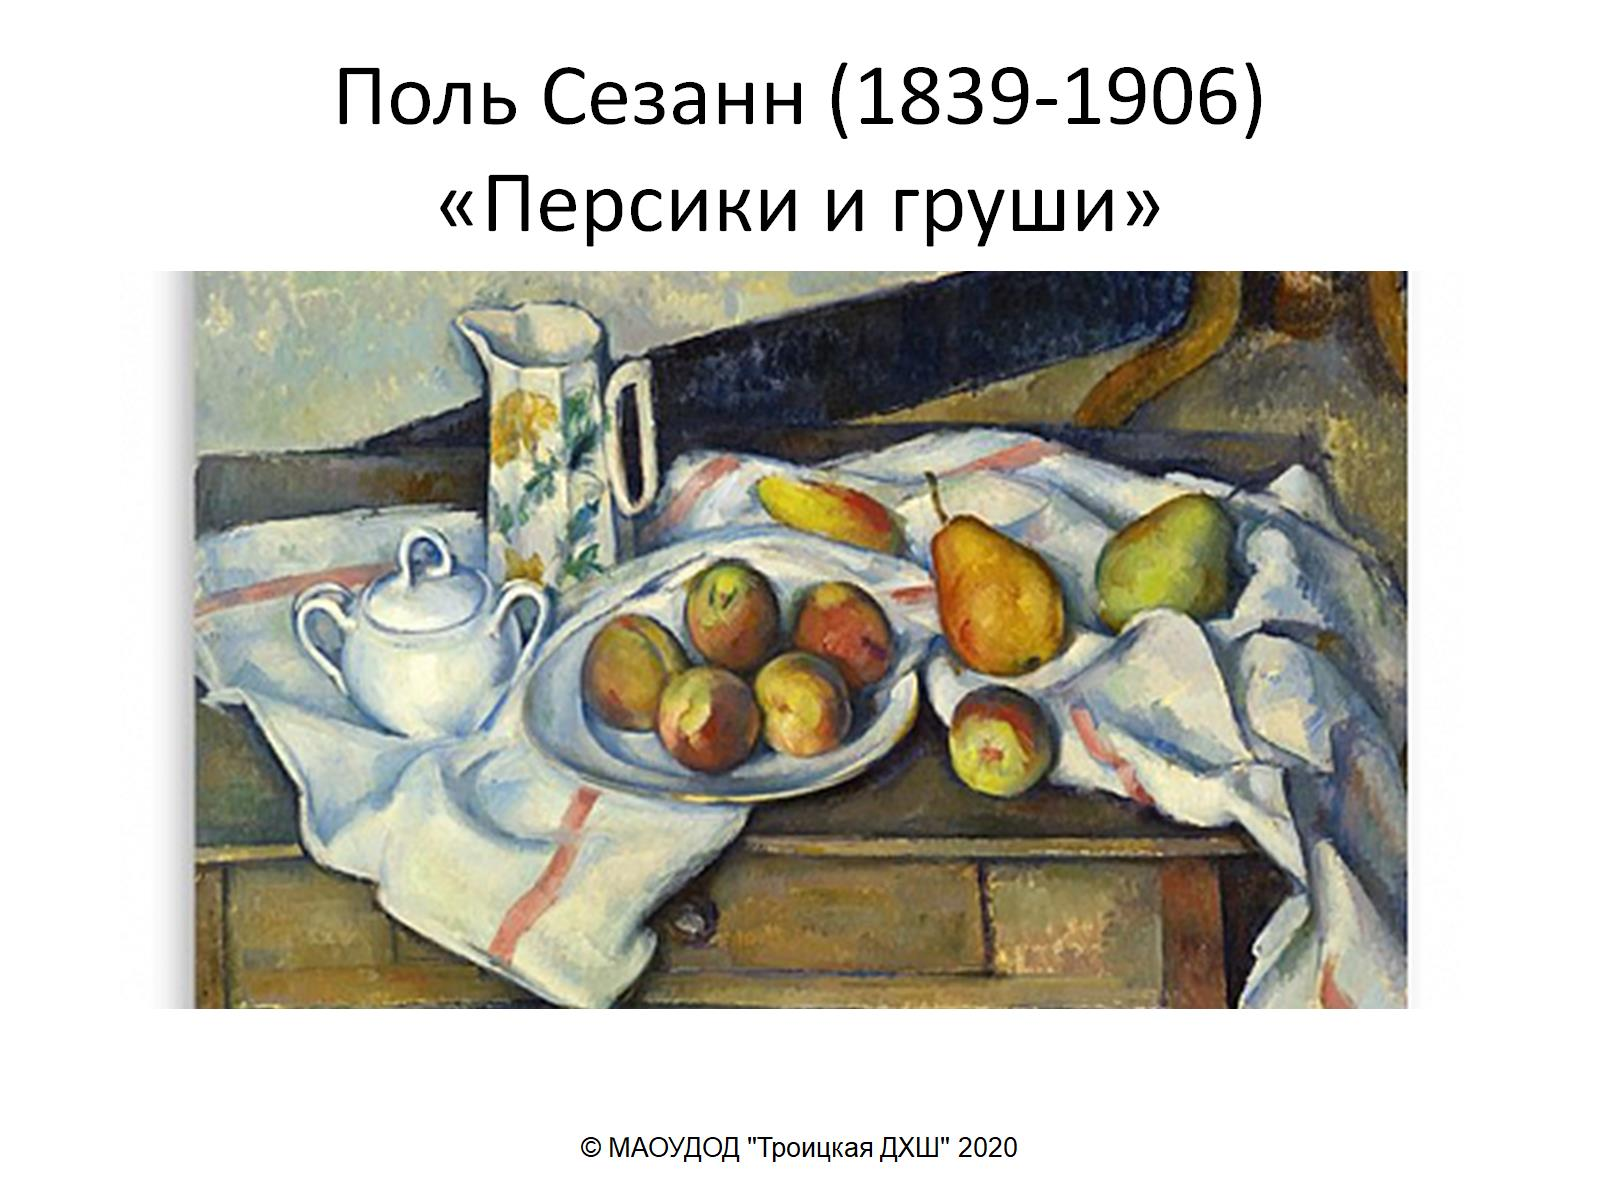 Поль Сезанн (1839-1906)
«Персики и груши»
© МАОУДОД "Троицкая ДХШ" 2020